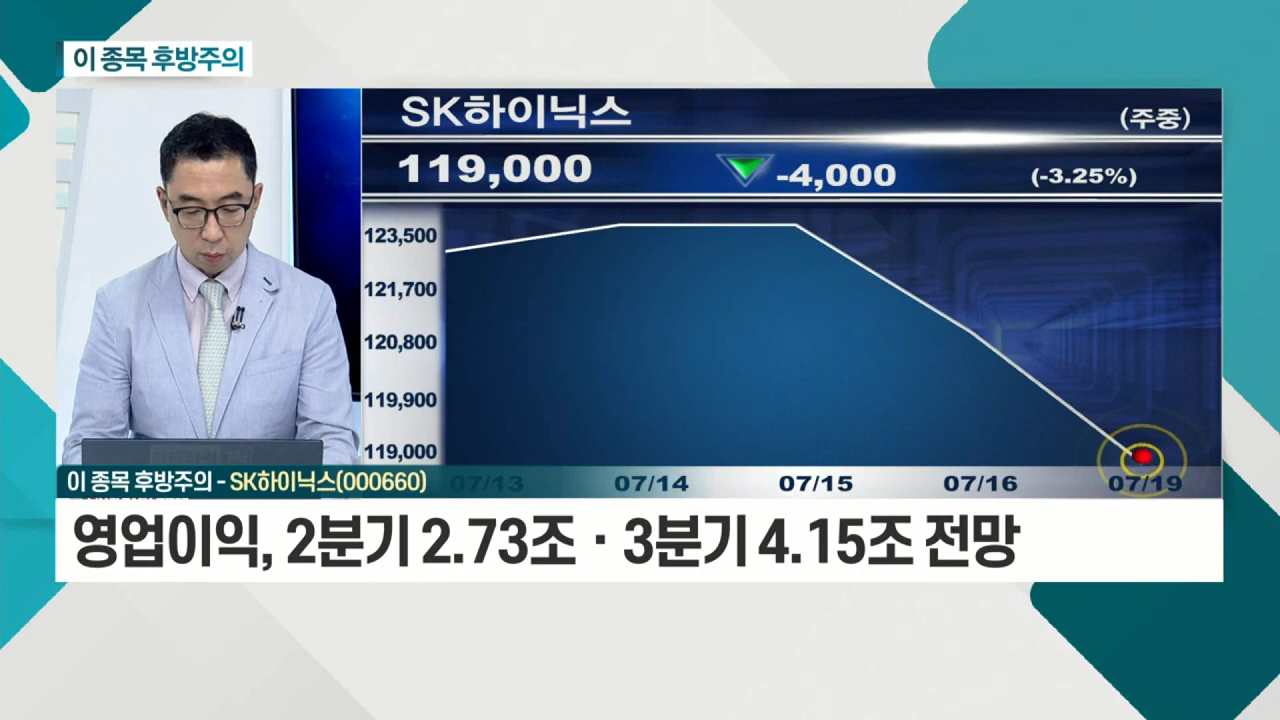 이 종목 후방주의
SK하이닉스 (주중)
119,000 -4,000 (-3.25%)
123,500
121,700
120,800
119,900
119,000
07/13 07/14 07/15 07/16 07/19
이 종목 후방주의 - SK하이닉스(000660)
영업이익, 2분기 2.73조 · 3분기 4.15조 전망